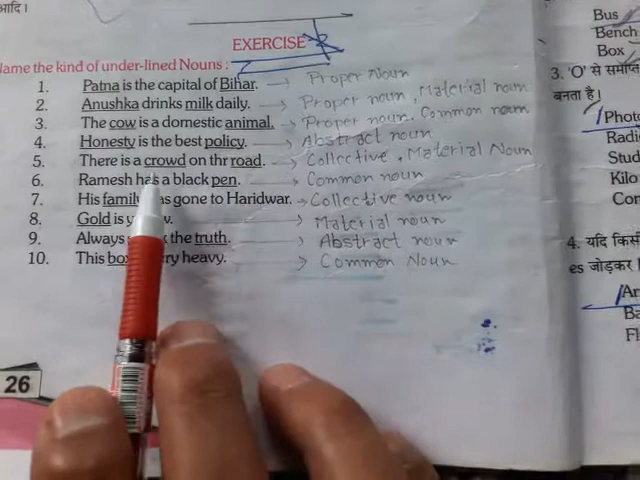 आदि।
EXERCISE
Name the kind of under-lined Nouns :
1. Patna is the capital of Bihar. → Proper Noun
2. Anushka drinks milk daily. → Proper noun, Material noun
3. The cow is a domestic animal. → Proper noun. Common noun
4. Honesty is the best policy. → Abstract noun
5. There is a crowd on thr road. → Collective, Material Noun
6. Ramesh has a black pen. → Common noun
7. His family gone to Haridwar. → Collective noun
8. Gold is → Material noun
9. Always the truth. → Abstract noun
10. This heavy. → Common Noun
26
Bus
Bench
Box
3. 'O' से समाप्त
बनता है।
Photo
Radi
Stud
Kilo
Con
4. यदि किसी
es जोड़कर
Ar
Ba
Fl